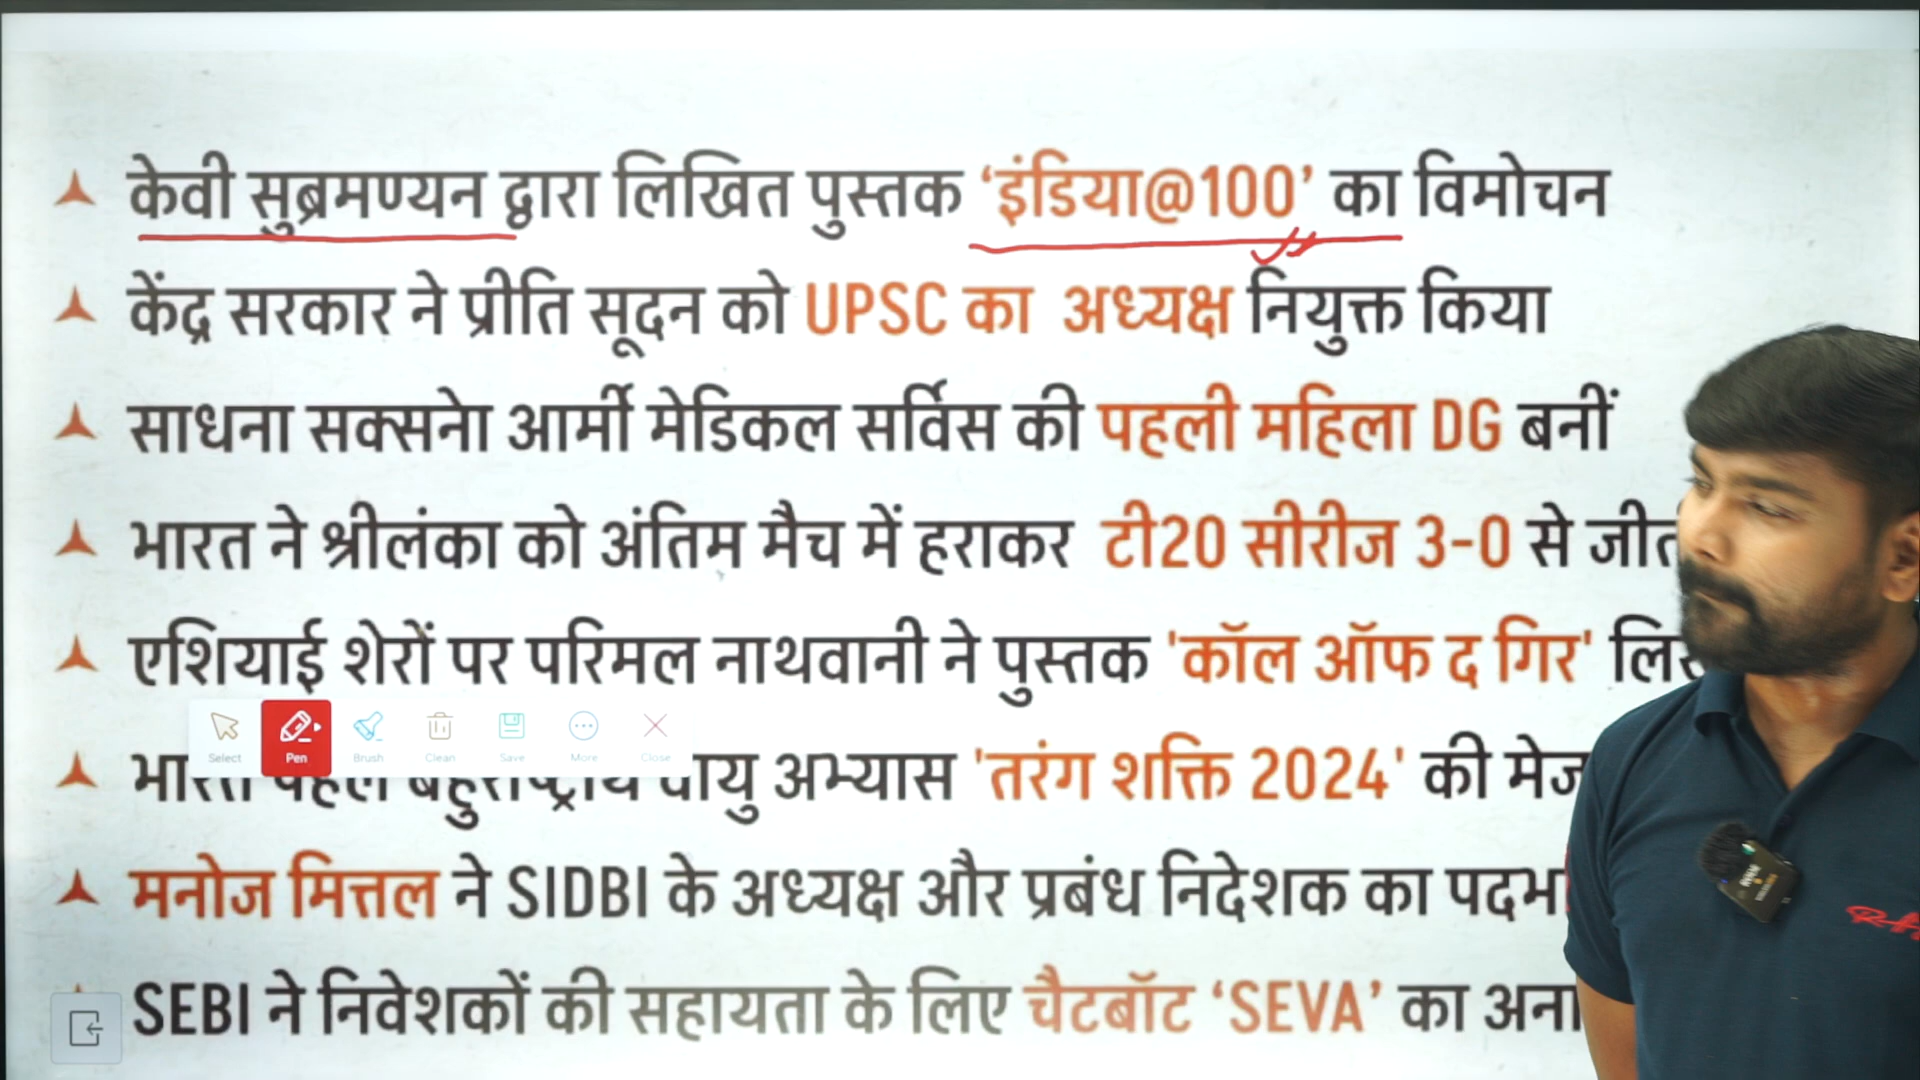 केवी सुब्रमण्यन द्वारा लिखित पुस्तक ‘इंडिया@100’ का विमोचन
केंद्र सरकार ने प्रीति सूदन को UPSC का अध्यक्ष नियुक्त किया
साधना सक्सेना आर्मी मेडिकल सर्विस की पहली महिला DG बनीं
भारत ने श्रीलंका को अंतिम मैच में हराकर टी20 सीरीज 3-0 से
एशियाई शेरों पर परिमल नाथवानी ने पुस्तक 'कॉल ऑफ द गिर'
Select Pen Brush Clean Save More Close
भारत पहले बहुराष्ट्रीय वायु अभ्यास 'तरंग शक्ति 2024' की
मनोज मित्तल ने SIDBI के अध्यक्ष और प्रबंध निदेशक का
SEBI ने निवेशकों की सहायता के लिए चैटबॉट ‘SEVA’ का